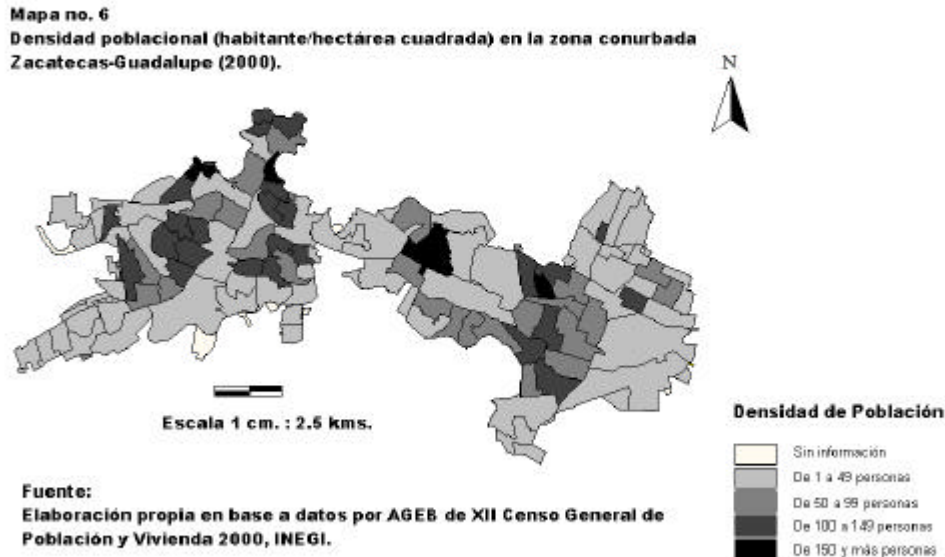 Mapa no. 6
Densidad poblacional (habitante/hectárea cuadrada) en la zona conurbada
Zacatecas-Guadalupe (2000).
N
Escala 1 cm. : 2.5 kms.
Densidad de Población
Sin información
De 1 a 49 personas
De 50 a 99 personas
De 100 a 149 personas
De 150 y más personas
Fuente:
Elaboración propia en base a datos por AGEB de XII Censo General de
Población y Vivienda 2000, INEGI.